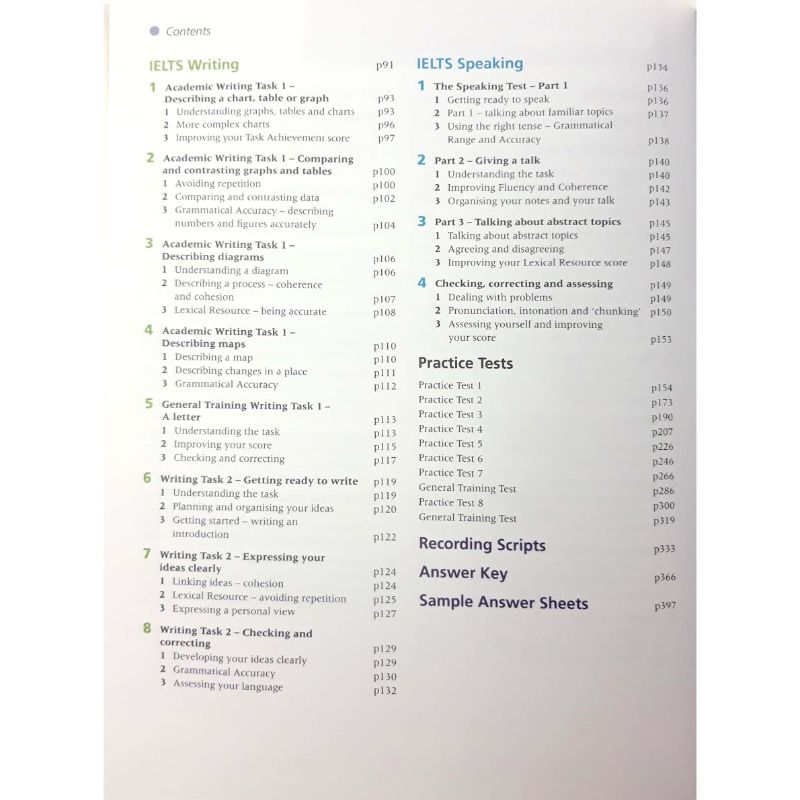 Contents
IELTS Writing p91
1 Academic Writing Task 1 –
Describing a chart, table or graph p93
1 Understanding graphs, tables and charts p93
2 More complex charts p96
3 Improving your Task Achievement score p97
2 Academic Writing Task 1 – Comparing
and contrasting graphs and tables p100
1 Avoiding repetition p100
2 Comparing and contrasting data p102
3 Grammatical Accuracy – describing
numbers and figures accurately p104
3 Academic Writing Task 1 –
Describing diagrams p106
1 Understanding a diagram p106
2 Describing a process – coherence
and cohesion p107
3 Lexical Resource – being accurate p108
4 Academic Writing Task 1 –
Describing maps p110
1 Describing a map p110
2 Describing changes in a place p111
3 Grammatical Accuracy p112
5 General Training Writing Task 1 –
A letter p113
1 Understanding the task p113
2 Improving your score p115
3 Checking and correcting p117
6 Writing Task 2 – Getting ready to write p119
1 Understanding the task p119
2 Planning and organising your ideas p120
3 Getting started – writing an
introduction p122
7 Writing Task 2 – Expressing your
ideas clearly p124
1 Linking ideas – cohesion p124
2 Lexical Resource – avoiding repetition p125
3 Expressing a personal view p127
8 Writing Task 2 – Checking and
correcting p129
1 Developing your ideas clearly p129
2 Grammatical Accuracy p130
3 Assessing your language p132
IELTS Speaking p134
1 The Speaking Test – Part 1 p136
1 Getting ready to speak p136
2 Part 1 – talking about familiar topics p137
3 Using the right tense – Grammatical
Range and Accuracy p138
2 Part 2 – Giving a talk p140
1 Understanding the task p140
2 Improving Fluency and Coherence p142
3 Organising your notes and your talk p143
3 Part 3 – Talking about abstract topics p145
1 Talking about abstract topics p145
2 Agreeing and disagreeing p147
3 Improving your Lexical Resource score p148
4 Checking, correcting and assessing p149
1 Dealing with problems p149
2 Pronunciation, intonation and ‘chunking’ p150
3 Assessing yourself and improving
your score p153
Practice Tests
Practice Test 1 p154
Practice Test 2 p173
Practice Test 3 p190
Practice Test 4 p207
Practice Test 5 p226
Practice Test 6 p246
Practice Test 7 p266
General Training Test p286
Practice Test 8 p300
General Training Test p319
Recording Scripts p333
Answer Key p366
Sample Answer Sheets p397